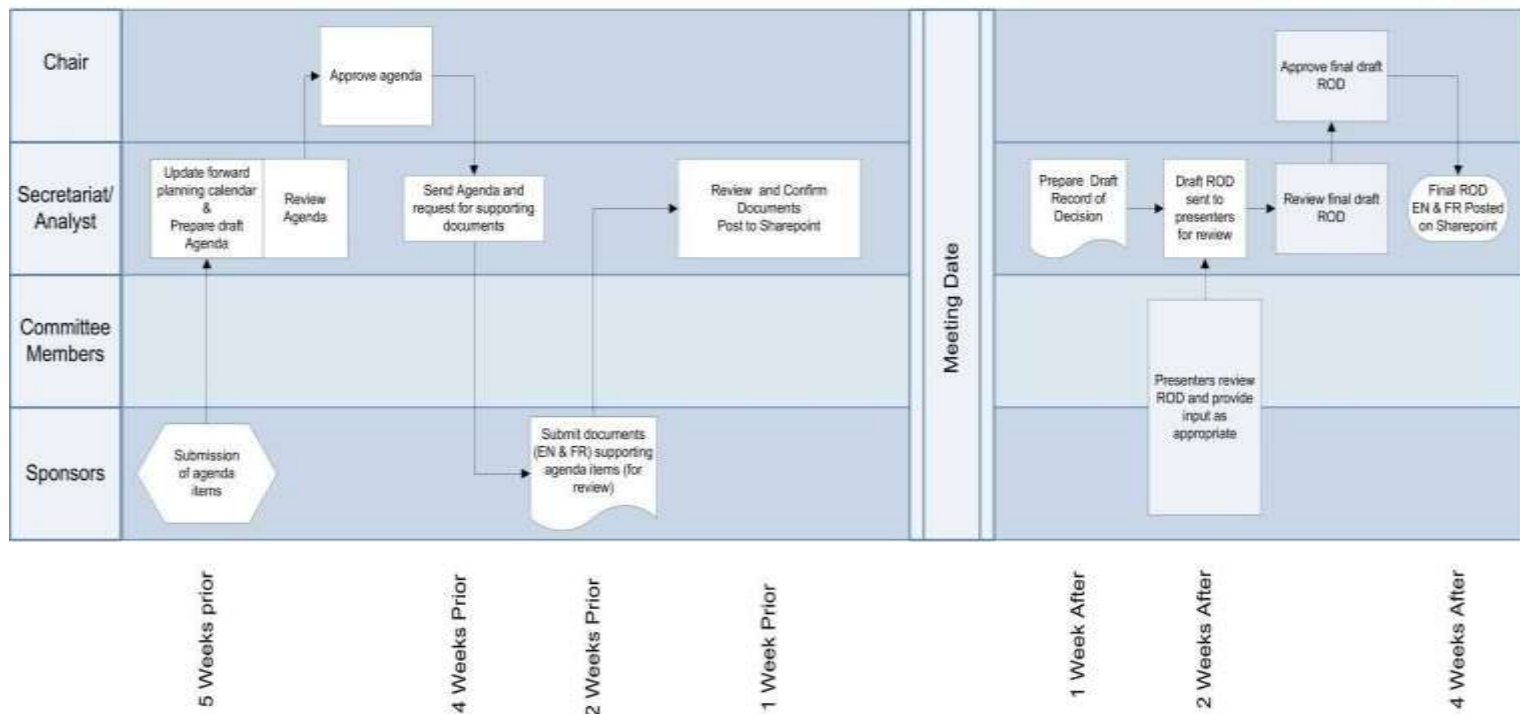 Chair
Approve agenda
Approve final draft
ROD
Secretariat/
Analyst
Update forward
planning calendar
&
Prepare draft
Agenda
Review
Agenda
Send Agenda and
request for supporting
documents
Review and Confirm
Documents
Post to Sharepoint
Prepare Draft
Record of
Decision
Draft ROD
sent to
presenters
for review
Review final draft
ROD
Final ROD
EN & FR Posted
on Sharepoint
Committee
Members
Presenters review
ROD and provide
input as
appropriate
Sponsors
Submission
of agenda
items
Submit documents
(EN & FR) supporting
agenda items (for
review)
Meeting Date
5 Weeks prior
4 Weeks Prior
2 Weeks Prior
1 Week Prior
1 Week After
2 Weeks After
4 Weeks After